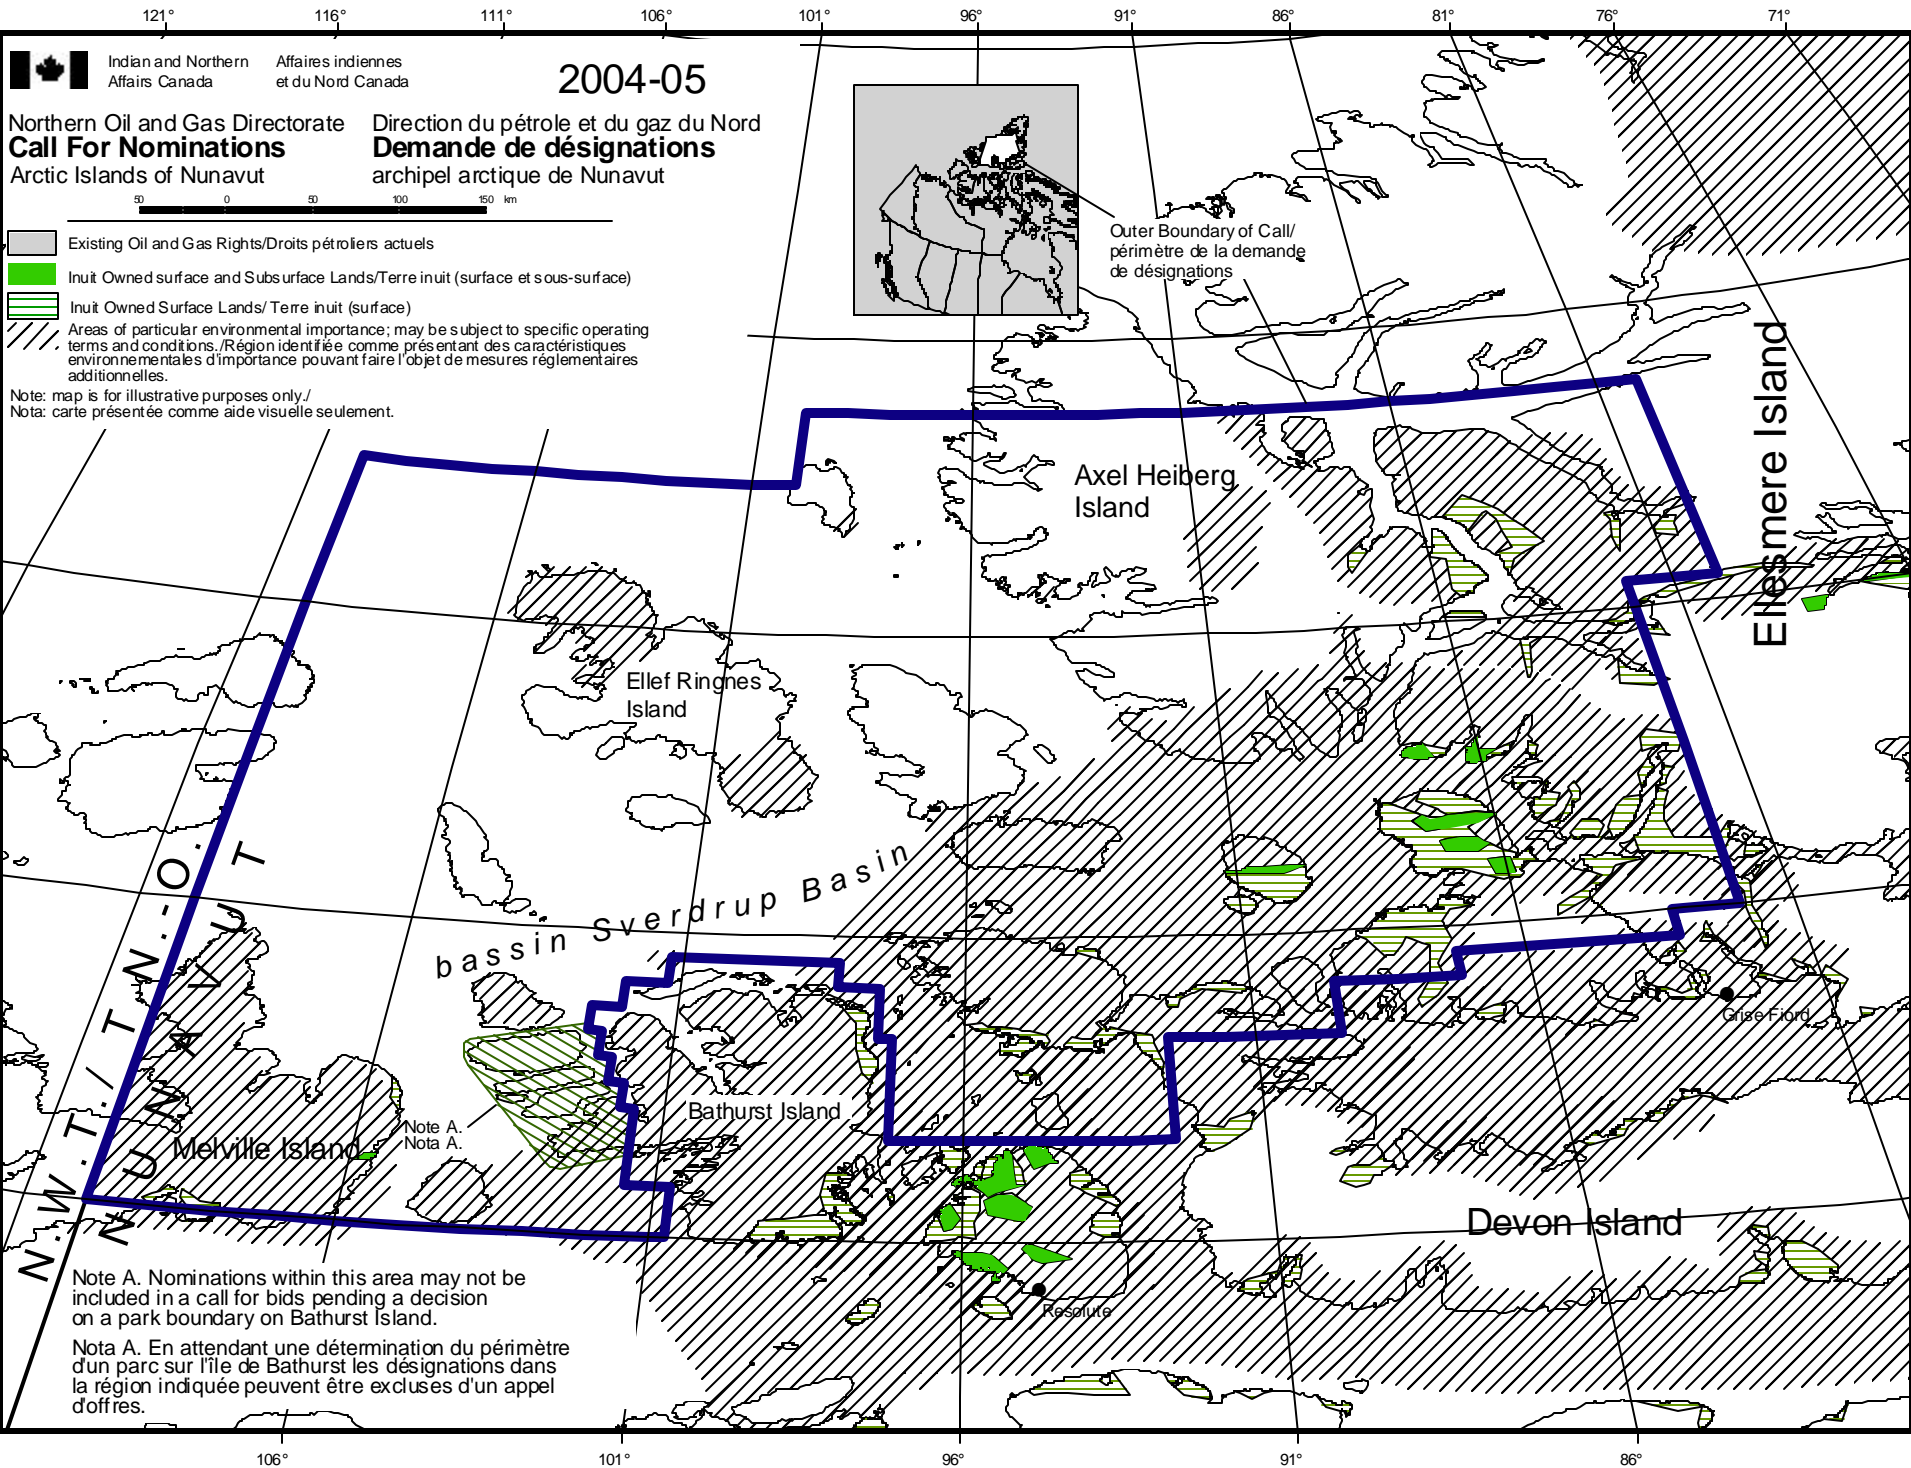 121° 116° 111° 106° 101° 96° 91° 86° 81° 76° 71°
Indian and Northern
Affairs Canada
Affaires indiennes
et du Nord Canada
2004-05
Northern Oil and Gas Directorate
Call For Nominations
Arctic Islands of Nunavut
Direction du pétrole et du gaz du Nord
Demande de désignations
archipel arctique de Nunavut
50 0 50 100 150 km
Existing Oil and Gas Rights/Droits pétroliers actuels
Inuit Owned surface and Subsurface Lands/Terre inuit (surface et sous-surface)
Inuit Owned Surface Lands/ Terre inuit (surface)
Areas of particular environmental importance; may be subject to specific operating
terms and conditions./Région identifiée comme présentant des caractéristiques
environnementales d'importance pouvant faire l'objet de mesures réglementaires
additionnelles.
Note: map is for illustrative purposes only./
Nota: carte présentée comme aide visuelle seulement.
Outer Boundary of Call/
périmètre de la demande
de désignations
Axel Heiberg
Island
Ellesmere Island
Ellef Ringnes
Island
bassin Sverdrup Basin
N.W.T./ T.N.-O.
NUNAVUT
Grise Fiord
Bathurst Island
Note A.
Nota A.
Melville Island
Devon Island
Resolute
Note A. Nominations within this area may not be
included in a call for bids pending a decision
on a park boundary on Bathurst Island.
Nota A. En attendant une détermination du périmètre
d'un parc sur l'île de Bathurst les désignations dans
la région indiquée peuvent être excluses d'un appel
d'offres.
106° 101° 96° 91° 86°